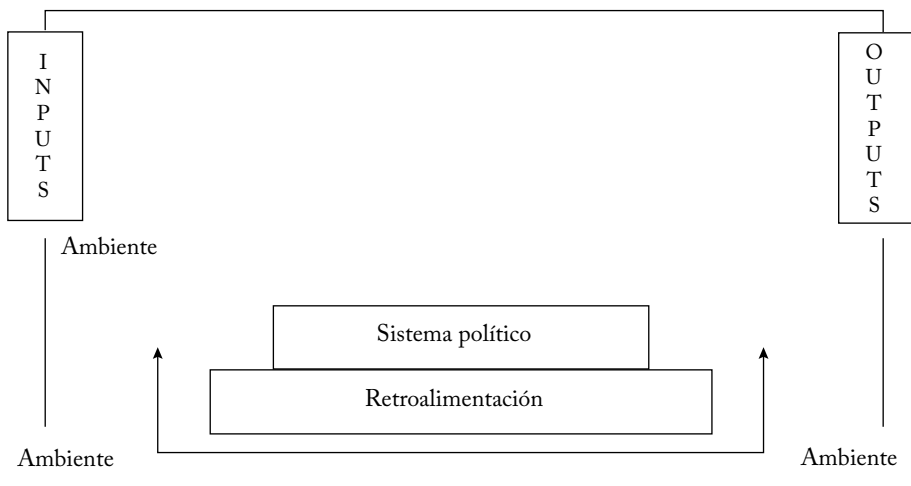 INPUTS
OUTPUTS
Ambiente
Sistema político
Retroalimentación
Ambiente
Ambiente